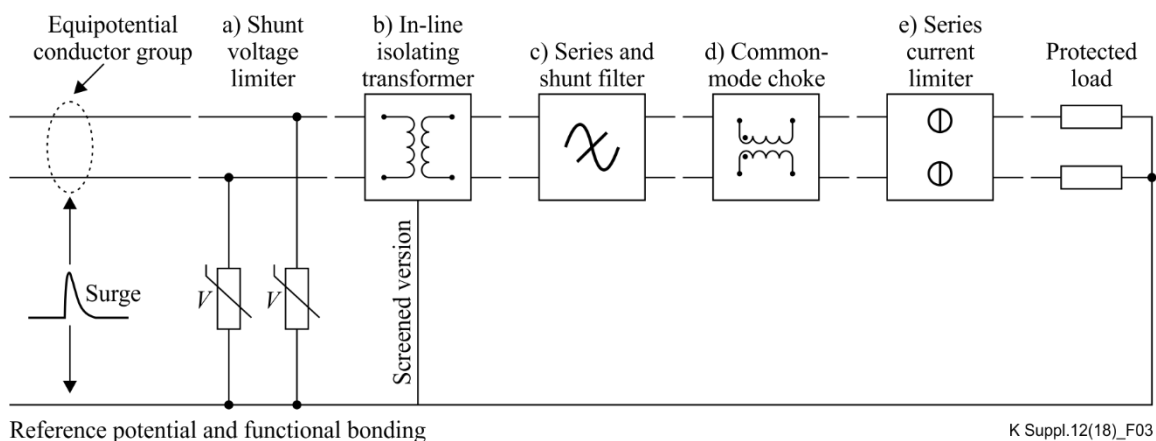 Equipotential
conductor group
a) Shunt
voltage
limiter
b) In-line
isolating
transformer
c) Series and
shunt filter
d) Common-
mode choke
e) Series
current
limiter
Protected
load
Surge
V
V
Screened version
Reference potential and functional bonding
K Suppl.12(18)_F03